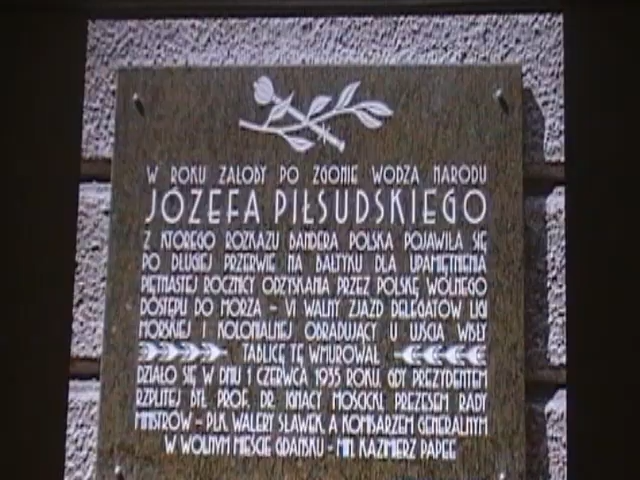 W ROKU ŻAŁOBY PO ZGONIE WODZA NARODU
JÓZEFA PIŁSUDSKIEGO
Z KTÓREGO ROZKAZU BANDERA POLSKA POJAWIŁA SIĘ
PO DŁUGIEJ PRZERWIE NA BAŁTYKU DLA UPAMIĘTNIENIA
PIĘTNASTEJ ROCZNICY ODZYSKANIA PRZEZ POLSKĘ WOLNEGO
DOSTĘPU DO MORZA – VI WALNY ZJAZD DELEGATÓW LIGI
MORSKIEJ I KOLONIALNEJ OBRADUJĄCY U UJŚCIA WISŁY
TABLICĘ TĘ WMUROWAŁ
DZIAŁO SIĘ W DNIU 1 CZERWCA 1935 ROKU, GDY PREZYDENTEM
RZPLITEJ BYŁ PROF. DR. IGNACY MOŚCICKI, PREZESEM RADY
MINISTRÓW – PŁK. WALERY SŁAWEK, A KOMISARZEM GENERALNYM
W WOLNYM MIEŚCIE GDAŃSKU – MIN. KAZIMIERZ PAPEE